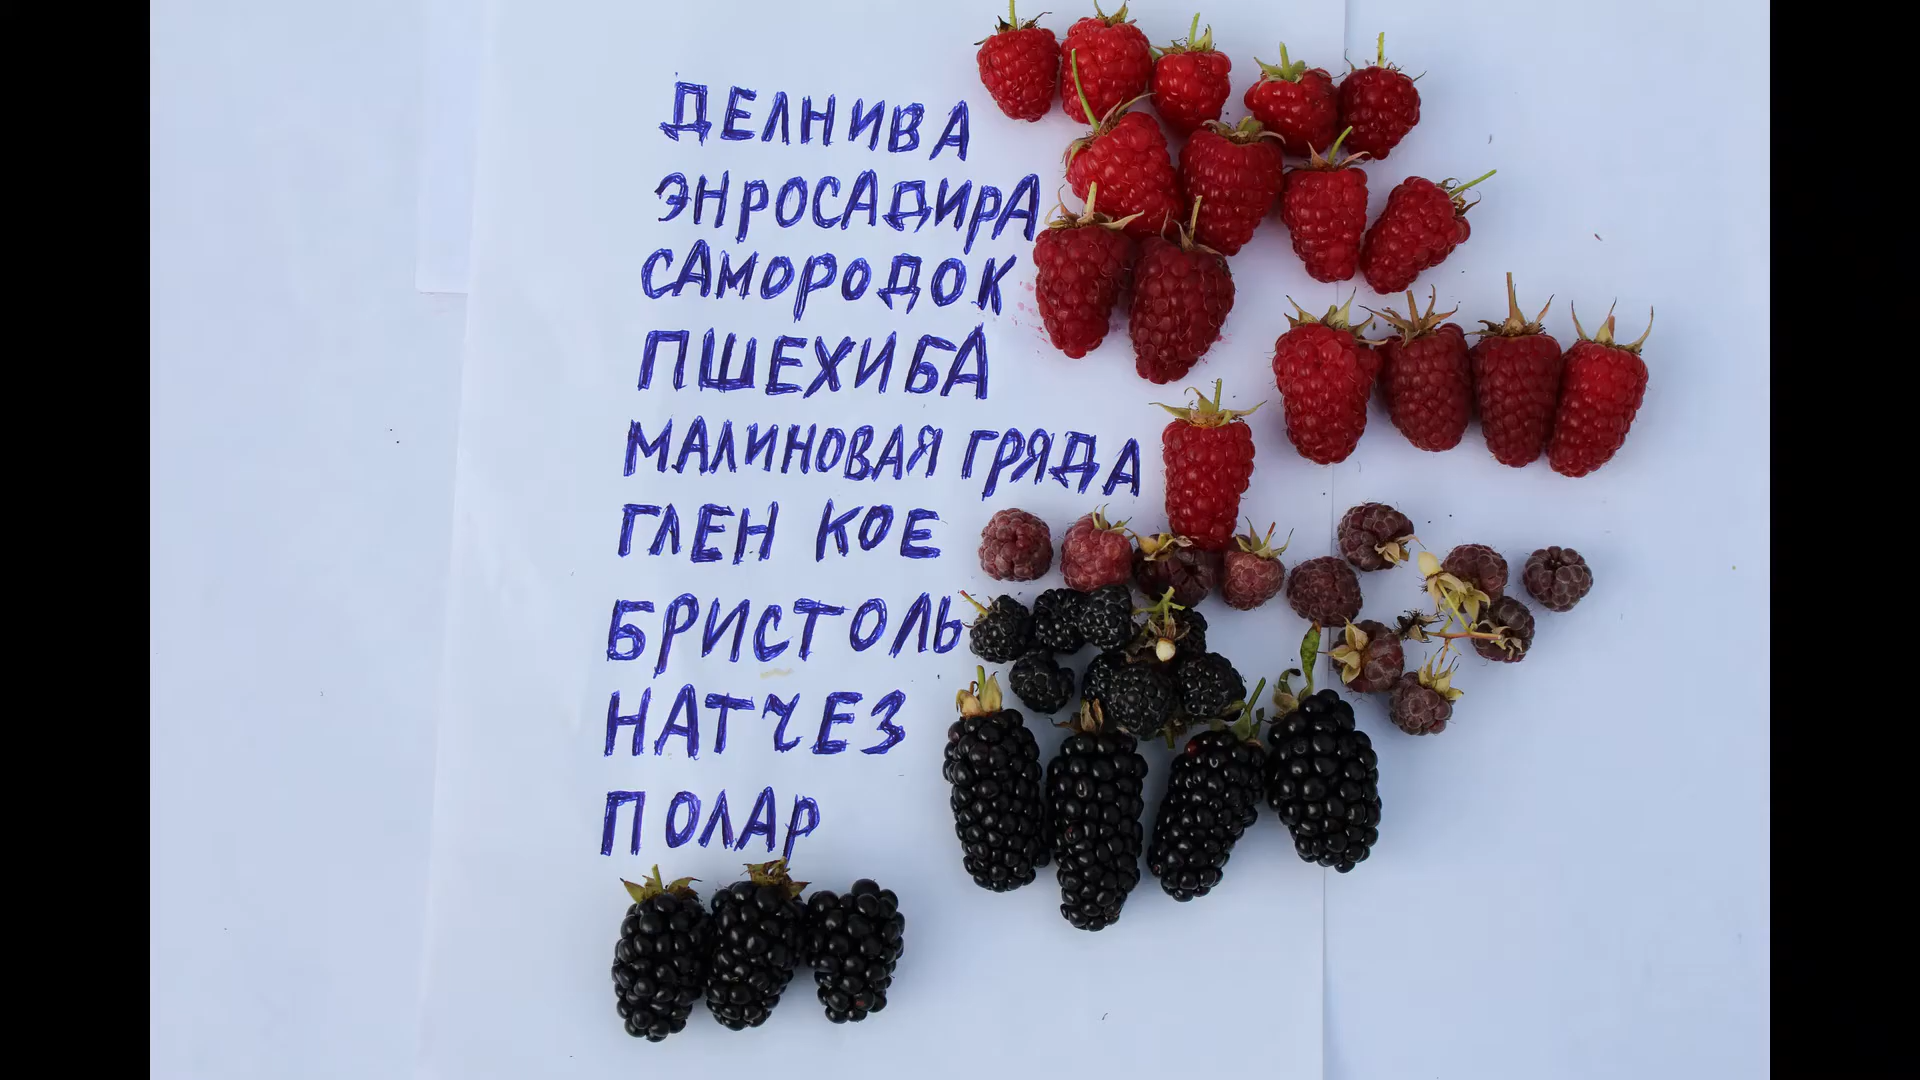 ДЕЛНИВА
ЭНРОСАДИРА
САМОРОДОК
ПШЕХИБА
МАЛИНОВАЯ ГРЯДА
ГЛЕН КОЕ
БРИСТОЛЬ
НАТЧЕЗ
ПОЛАР